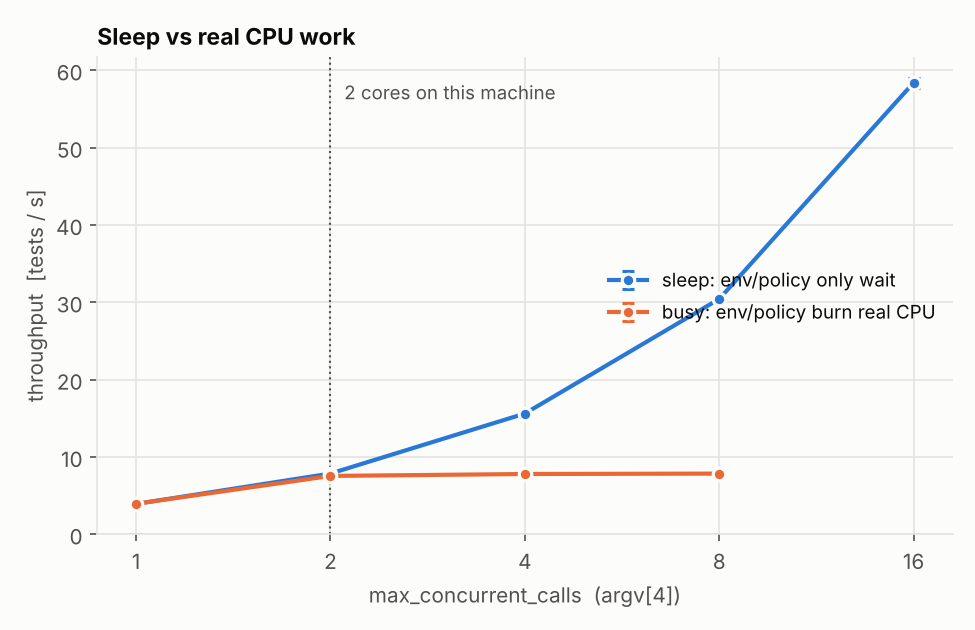 Sleep vs real CPU work
60
2 cores on this machine
50
40
sleep: env/policy only wait
30
busy: env/policy burn real CPU
20
10
0
throughput [tests / s]
1 2 4 8 16
max_concurrent_calls (argv[4])